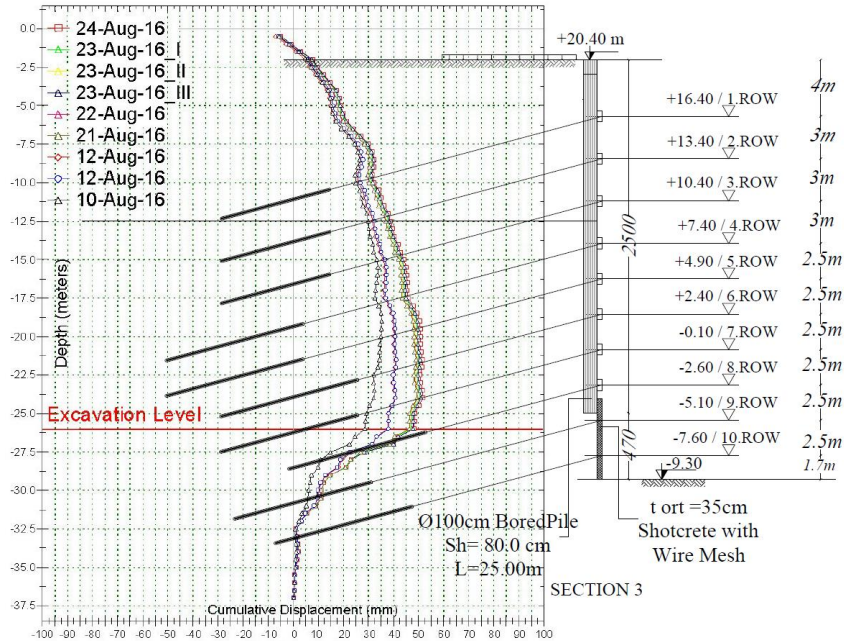 24-Aug-16
23-Aug-16_I
23-Aug-16_II
23-Aug-16_III
22-Aug-16
21-Aug-16
12-Aug-16
12-Aug-16
10-Aug-16
0.0
-2.5
-5.0
-7.5
-10.0
-12.5
-15.0
-17.5
-20.0
-22.5
-25.0
-27.5
-30.0
-32.5
-35.0
-37.5
Depth (meters)
Excavation Level
Cumulative Displacement (mm)
-100 -90 -80 -70 -60 -50 -40 -30 -20 -10 0 10 20 30 40 50 60 70 80 90 100
+20.40 m
+16.40 / 1.ROW
+13.40 / 2.ROW
+10.40 / 3.ROW
+7.40 / 4.ROW
+4.90 / 5.ROW
+2.40 / 6.ROW
-0.10 / 7.ROW
-2.60 / 8.ROW
-5.10 / 9.ROW
-7.60 / 10.ROW
-9.30
2500
470
4m
3m
3m
3m
2.5m
2.5m
2.5m
2.5m
2.5m
2.5m
1.7m
Ø100cm BoredPile
Sh= 80.0 cm
L=25.00m
t ort =35cm
Shotcrete with
Wire Mesh
SECTION 3